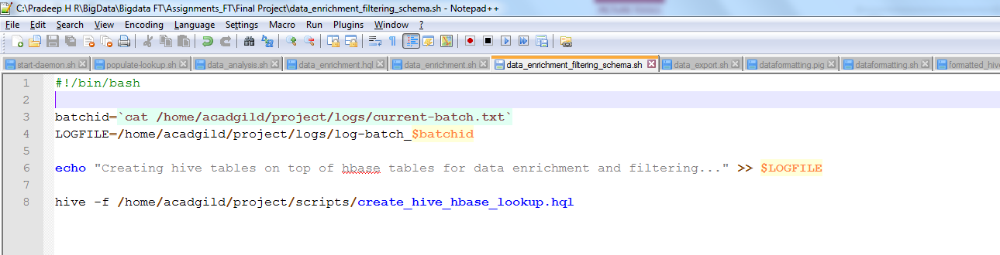 C:\Pradeep H R\BigData\Bigdata FT\Assignments_FT\Final Project\data_enrichment_filtering_schema.sh - Notepad++
File Edit Search View Encoding Language Settings Macro Run Plugins Window ?
start-daemon.sh populate-lookup.sh data_analysis.sh data_enrichment.hql data_enrichment.sh data_enrichment_filtering_schema.sh data_export.sh dataformatting.pig dataformatting.sh formatted_hiv
1 #!/bin/bash
2
3 batchid=`cat /home/acadgild/project/logs/current-batch.txt`
4 LOGFILE=/home/acadgild/project/logs/log-batch_$batchid
5
6 echo "Creating hive tables on top of hbase tables for data enrichment and filtering..." >> $LOGFILE
7
8 hive -f /home/acadgild/project/scripts/create_hive_hbase_lookup.hql